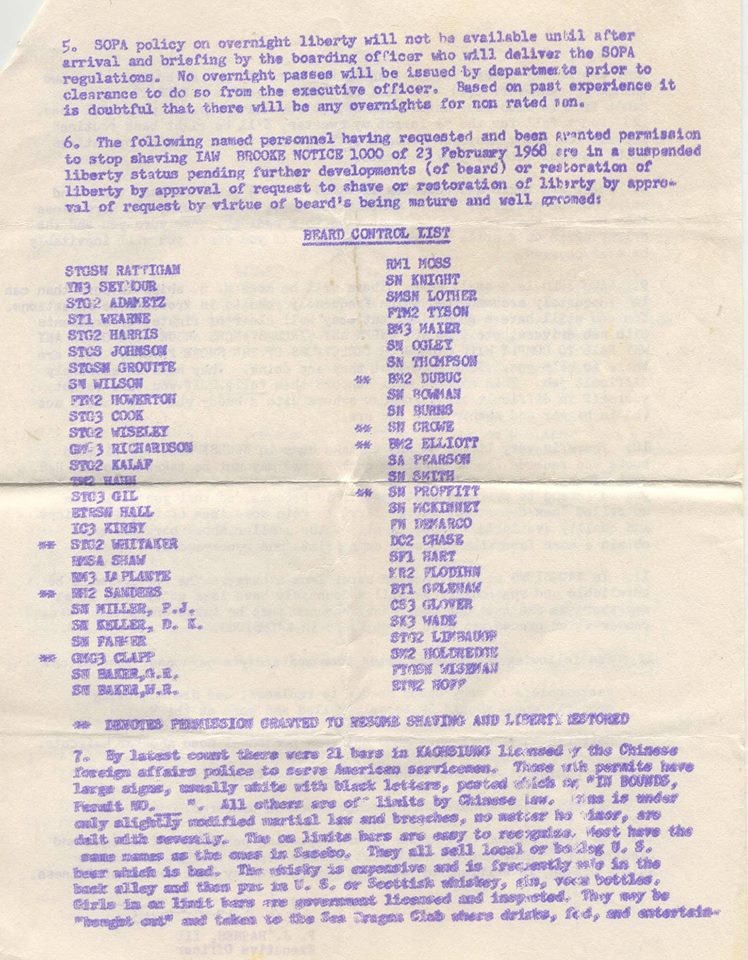 5. SOPA policy on overnight liberty will not be available until after
arrival and briefing by the boarding officer who will deliver the SOPA
regulations. No overnight passes will be issued by departments prior to
clearance to do so from the executive officer. Based on past experience it
is doubtful that there will be any overnights for non rated men.
6. The following named personnel having requested and been granted permission
to stop shaving IAW BROOKE NOTICE 1000 of 23 February 1968 are in a suspended
liberty status pending further developments (of beard) or restoration of
liberty by approval of request to shave or restoration of liberty by appro-
val of request by virtue of beard's being mature and well groomed:
BEARD CONTROL LIST
STGSN RATTIGAN
YN3 SEYMOUR
STG2 ADAMETZ
ST1 WEARNE
STG2 HARRIS
STCS JOHNSON
STGSN GROUTTE
SN WILSON
FTM2 HOWERTON
STG3 COOK
STG2 WISELEY
GMG3 RICHARDSON
STG2 KALAF
HAHN
STG3 GIL
ETRSN HALL
IC3 KIRBY
** STG2 WHITAKER
SHAW
LAPLANTE
** SANDERS
SN MILLER, P.J.
SN KELLER, D. K.
SN
** GMG3 CLAPP
SN BAKER,G.R.
SN BAKER,W.R.
RM1 MOSS
SN KNIGHT
SMSN LOTHER
FTM2 TYSON
BM3 MAIER
SN OGLEY
SN THOMPSON
** BM2 DUBUC
SN BOWMAN
SN BURNS
** SN CROWE
** BM2 ELLIOTT
SA PEARSON
SN SMITH
** SN PROFFITT
SN MCKINNEY
FN DEMARCO
DC2 CHASE
SF1 HART
BT1
CS3 GLOVER
SK3 WADE
STG2
WISEMAN
HOFF
** DENOTES PERMISSION GRANTED TO RESUME SHAVING AND LIBERTY RESTORED
7. By latest count there were 21 bars in KAOHSIUNG licensed by the Chinese
foreign affairs police to serve American servicemen. Those with permits have
large signs, usually white with black letters, posted which say "IN BOUNDS,
Permit NO. ___ ". All others are off limits by Chinese law. is under
only slightly modified martial law and breaches, no matter how minor, are
dealt with severely. The on limits bars are easy to recognize. Most have the
same names as the ones in Sasebo. They all sell local or bootleg U. S.
beer which is bad. The whisky is expensive and is frequently made in the
back alley and then put in U. S. or Scottish whiskey, gin, bottles.
Girls in on limit bars are government licensed and inspected. They may be
"bought out" and taken to the Sea Dragon Club where drinks, food, and entertain-